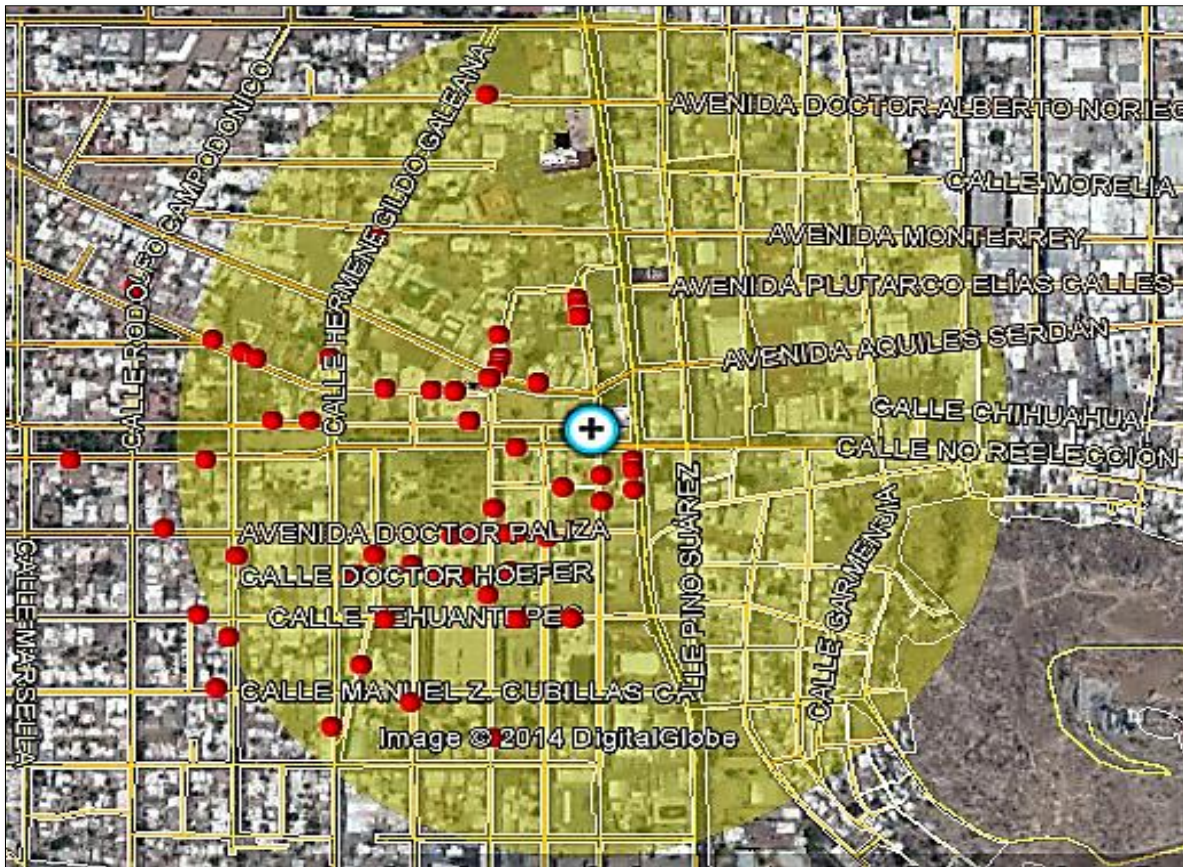 AVENIDA DOCTOR ALBERTO NORIEG
CALLE RODOLFO CAMPODONICO
CALLE HERMENEGILDO GALEANA
CALLE MORELIA
AVENIDA MONTERREY
AVENIDA PLUTARCO ELÍAS CALLES
AVENIDA AQUILES SERDÁN
CALLE CHIHUAHUA
CALLE NO REELECCIÓN
AVENIDA DOCTOR PALIZA
CALLE DOCTOR HOEFER
CALLE TEHUANTEPEC
CALLE PINO SUÁREZ
CALLE GARMENDIA
CALLE MARSELLA
CALLE MANUEL Z. CUBILLAS
Image © 2014 DigitalGlobe